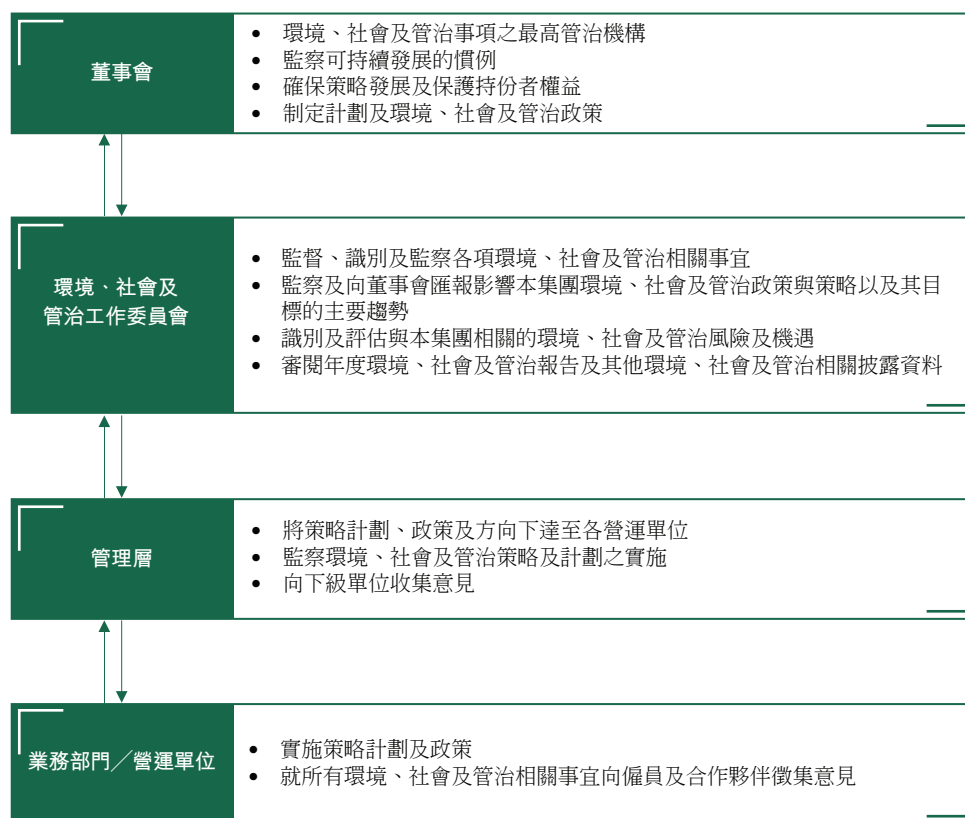 董事會
• 環境、社會及管治事項之最高管治機構
• 監察可持續發展的慣例
• 確保策略發展及保護持份者權益
• 制定計劃及環境、社會及管治政策
環境、社會及
管治工作委員會
• 監督、識別及監察各項環境、社會及管治相關事宜
• 監察及向董事會匯報影響本集團環境、社會及管治政策與策略以及其目
標的主要趨勢
• 識別及評估與本集團相關的環境、社會及管治風險及機遇
• 審閱年度環境、社會及管治報告及其他環境、社會及管治相關披露資料
管理層
• 將策略計劃、政策及方向下達至各營運單位
• 監察環境、社會及管治策略及計劃之實施
• 向下級單位收集意見
業務部門／營運單位
• 實施策略計劃及政策
• 就所有環境、社會及管治相關事宜向僱員及合作夥伴徵集意見